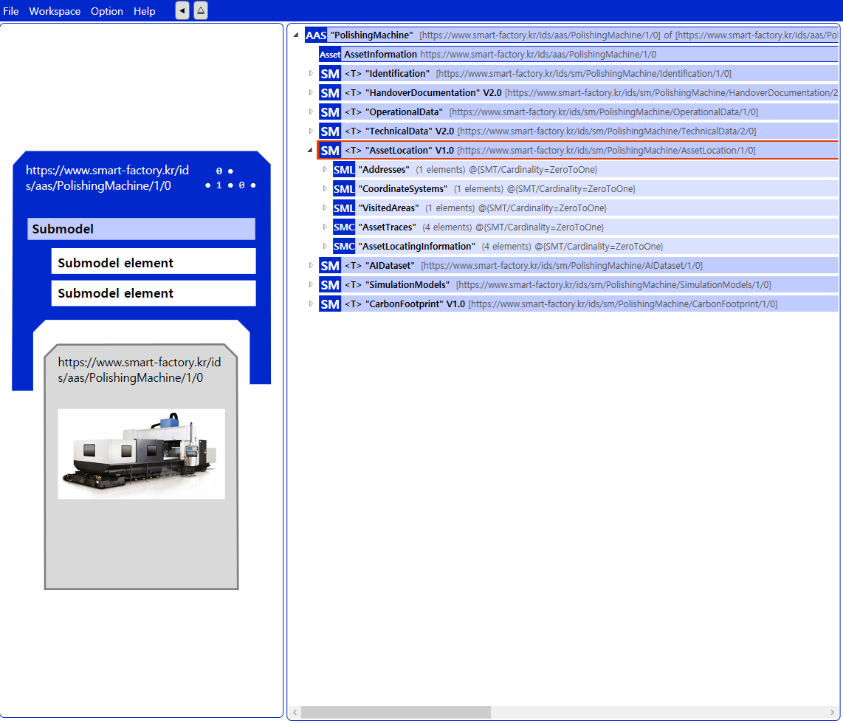 File Workspace Option Help
https://www.smart-factory.kr/id
s/aas/PolishingMachine/1/0
0
1 0
Submodel
Submodel element
Submodel element
https://www.smart-factory.kr/id
s/aas/PolishingMachine/1/0
AAS "PolishingMachine" [https://www.smart-factory.kr/ids/aas/PolishingMachine/1/0] of [https://www.smart-factory.kr/ids/aas/Pol
Asset AssetInformation https://www.smart-factory.kr/ids/aas/PolishingMachine/1/0
SM <T> "Identification" [https://www.smart-factory.kr/ids/sm/PolishingMachine/Identification/1/0]
SM <T> "HandoverDocumentation" V2.0 [https://www.smart-factory.kr/ids/sm/PolishingMachine/HandoverDocumentation/2
SM <T> "OperationalData" [https://www.smart-factory.kr/ids/sm/PolishingMachine/OperationalData/1/0]
SM <T> "TechnicalData" V2.0 [https://www.smart-factory.kr/ids/sm/PolishingMachine/TechnicalData/2/0]
SM <T> "AssetLocation" V1.0 [https://www.smart-factory.kr/ids/sm/PolishingMachine/AssetLocation/1/0]
SML "Addresses" (1 elements) @{SMT/Cardinality=ZeroToOne}
SML "CoordinateSystems" (1 elements) @{SMT/Cardinality=ZeroToOne}
SML "VisitedAreas" (1 elements) @{SMT/Cardinality=ZeroToOne}
SMC "AssetTraces" (4 elements) @{SMT/Cardinality=ZeroToOne}
SMC "AssetLocatingInformation" (4 elements) @{SMT/Cardinality=ZeroToOne}
SM <T> "AIDataset" [https://www.smart-factory.kr/ids/sm/PolishingMachine/AIDataset/1/0]
SM <T> "SimulationModels" [https://www.smart-factory.kr/ids/sm/PolishingMachine/SimulationModels/1/0]
SM <T> "CarbonFootprint" V1.0 [https://www.smart-factory.kr/ids/sm/PolishingMachine/CarbonFootprint/1/0]